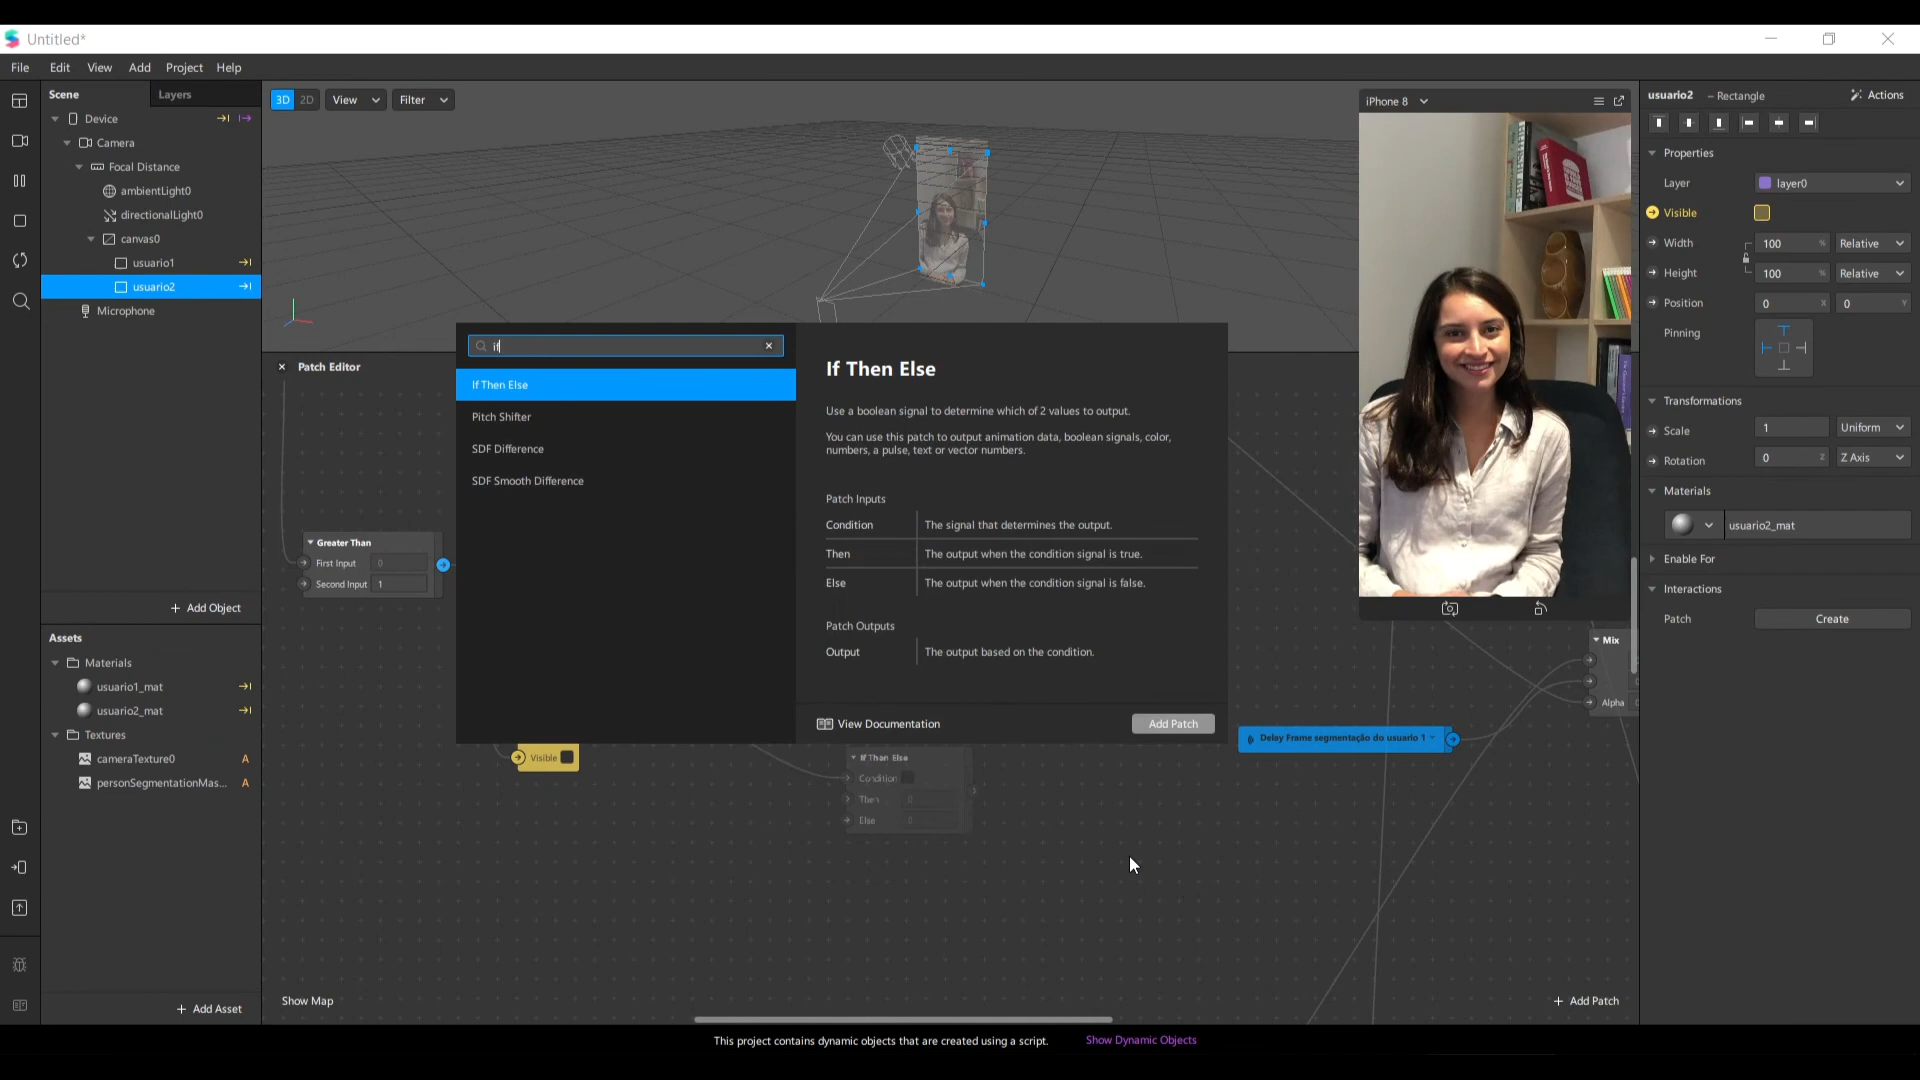 Untitled*
File Edit View Add Project Help
Scene Layers
Device
Camera
Focal Distance
ambientLight0
directionalLight0
canvas0
usuario1
usuario2
Microphone
+ Add Object
Assets
Materials
usuario1_mat
usuario2_mat
Textures
cameraTexture0 A
personSegmentationMas... A
+ Add Asset
3D 2D View Filter
Patch Editor
Greater Than
First Input 0
Second Input 1
if
If Then Else
Pitch Shifter
SDF Difference
SDF Smooth Difference
If Then Else
Use a boolean signal to determine which of 2 values to output.
You can use this patch to output animation data, boolean signals, color,
numbers, a pulse, text or vector numbers.
Patch Inputs
Condition The signal that determines the output.
Then The output when the condition signal is true.
Else The output when the condition signal is false.
Patch Outputs
Output The output based on the condition.
View Documentation Add Patch
Visible
If Then Else
Condition
Then 0
Else 0
Delay Frame segmentação do usuario 1
Mix
Alpha
Show Map
+ Add Patch
iPhone 8
usuario2 – Rectangle Actions
Properties
Layer layer0
Visible
Width 100 % Relative
Height 100 % Relative
Position 0 X 0 Y
Pinning
Transformations
Scale 1 Uniform
Rotation 0 Z Z Axis
Materials
usuario2_mat
Enable For
Interactions
Patch Create
This project contains dynamic objects that are created using a script. Show Dynamic Objects